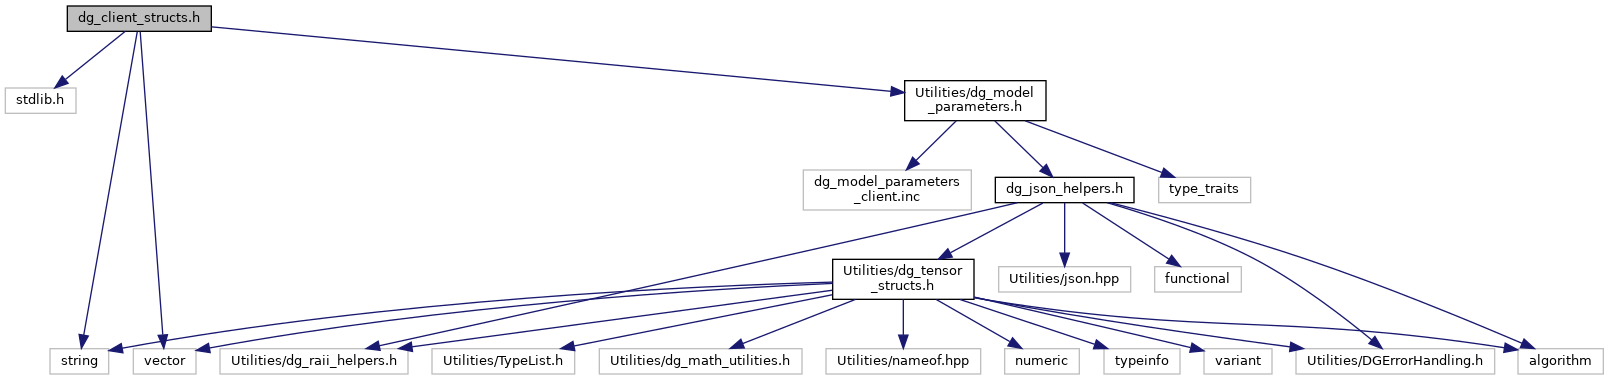 dg_client_structs.h
stdlib.h
Utilities/dg_model
_parameters.h
dg_model_parameters
_client.inc
dg_json_helpers.h
type_traits
Utilities/dg_tensor
_structs.h
Utilities/json.hpp
functional
string
vector
Utilities/dg_raii_helpers.h
Utilities/TypeList.h
Utilities/dg_math_utilities.h
Utilities/nameof.hpp
numeric
typeinfo
variant
Utilities/DGErrorHandling.h
algorithm